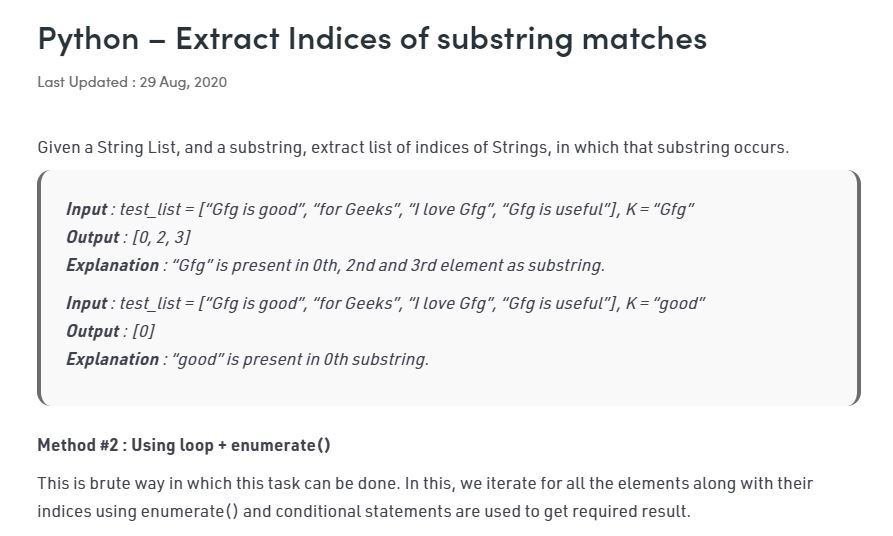 Python – Extract Indices of substring matches
Last Updated : 29 Aug, 2020
Given a String List, and a substring, extract list of indices of Strings, in which that substring occurs.
Input : test_list = [“Gfg is good”, “for Geeks”, “I love Gfg”, “Gfg is useful”], K = “Gfg”
Output : [0, 2, 3]
Explanation : “Gfg” is present in 0th, 2nd and 3rd element as substring.
Input : test_list = [“Gfg is good”, “for Geeks”, “I love Gfg”, “Gfg is useful”], K = “good”
Output : [0]
Explanation : “good” is present in 0th substring.
Method #2 : Using loop + enumerate()
This is brute way in which this task can be done. In this, we iterate for all the elements along with their
indices using enumerate() and conditional statements are used to get required result.